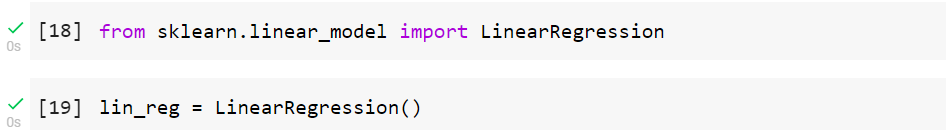 [18] from sklearn.linear_model import LinearRegression
0s
[19] lin_reg = LinearRegression()
0s